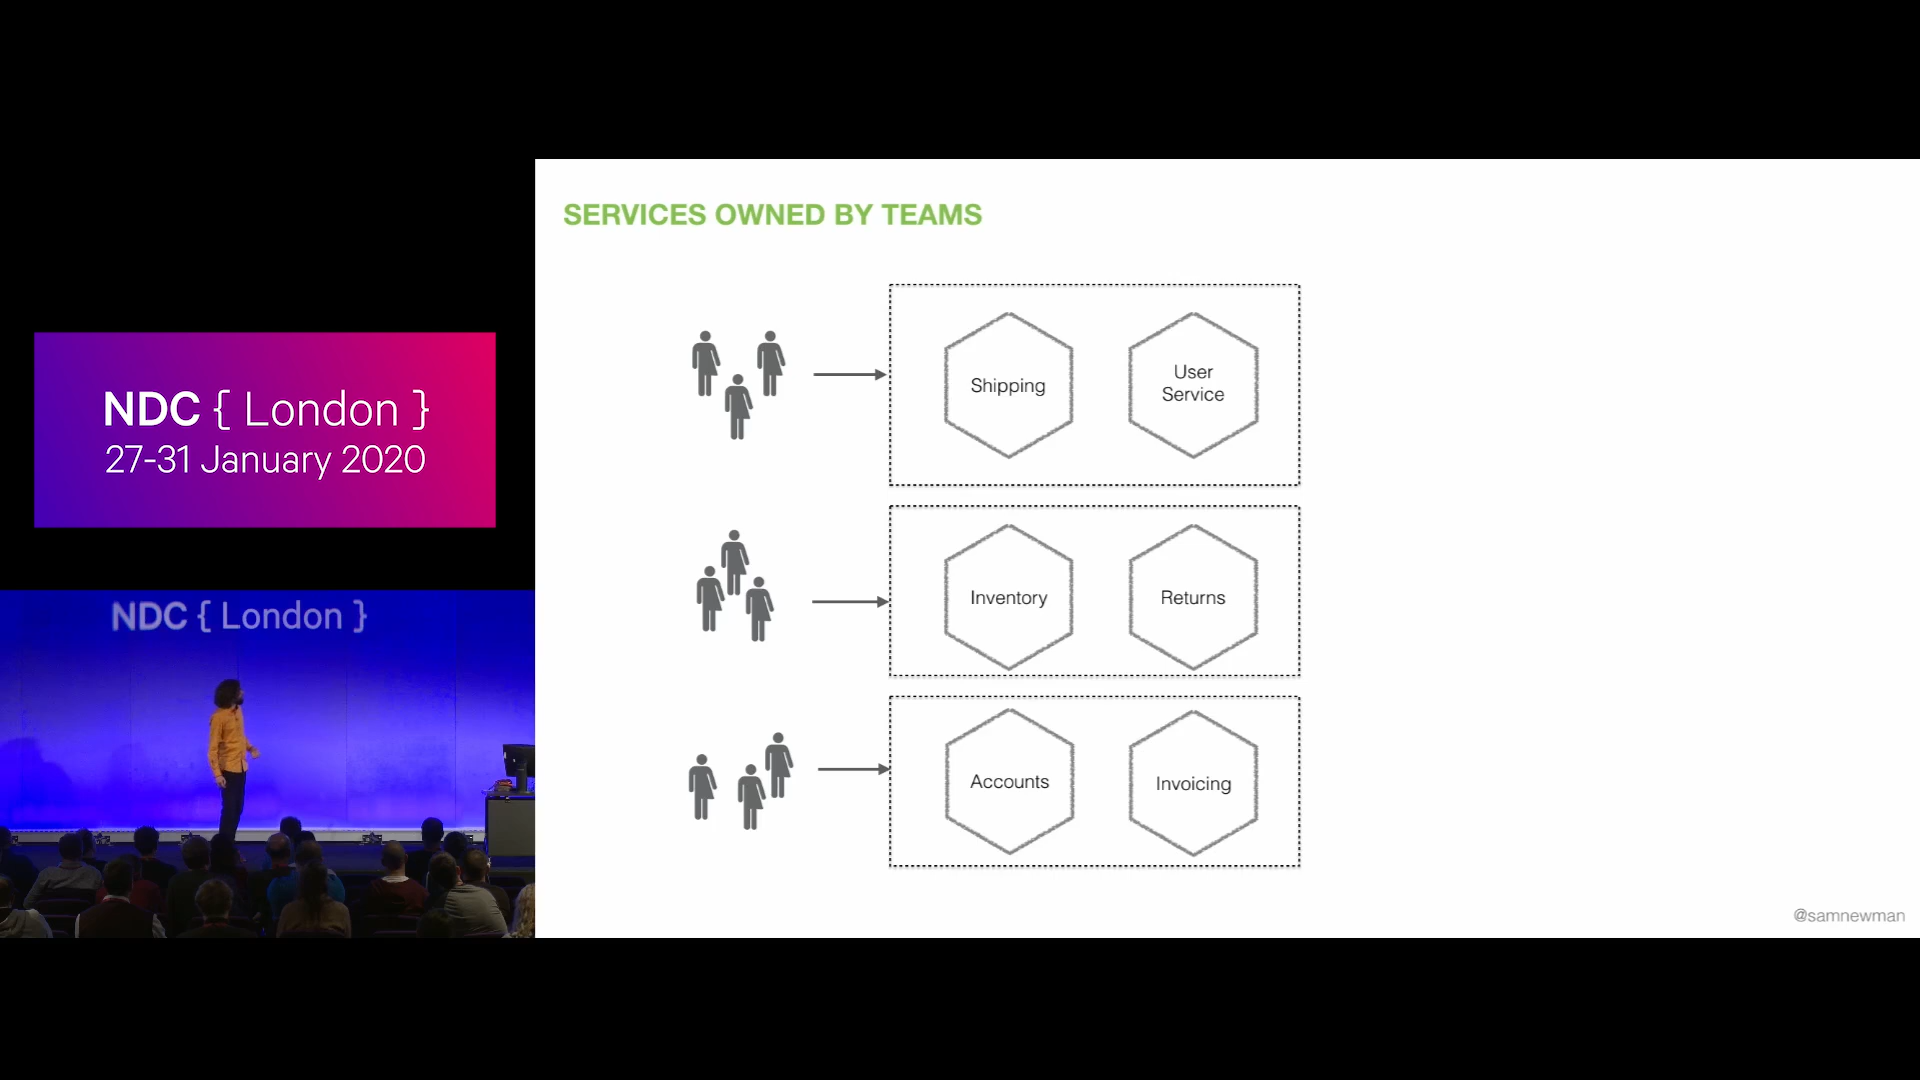 NDC { London }
27-31 January 2020
NDC { London }
SERVICES OWNED BY TEAMS
Shipping
User
Service
Inventory
Returns
Accounts
Invoicing
@samnewman